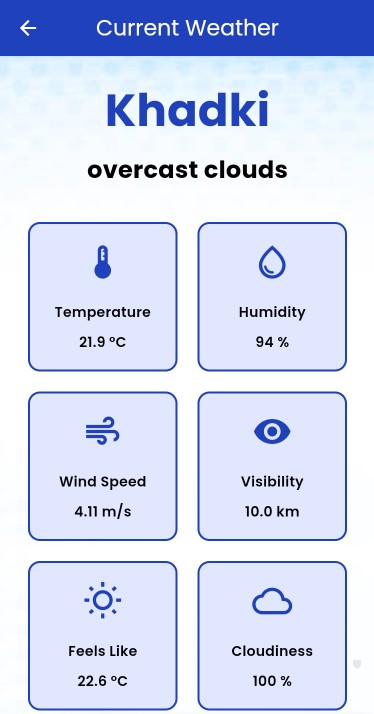 Current Weather
Khadki
overcast clouds
Temperature
21.9 °C
Humidity
94 %
Wind Speed
4.11 m/s
Visibility
10.0 km
Feels Like
22.6 °C
Cloudiness
100 %